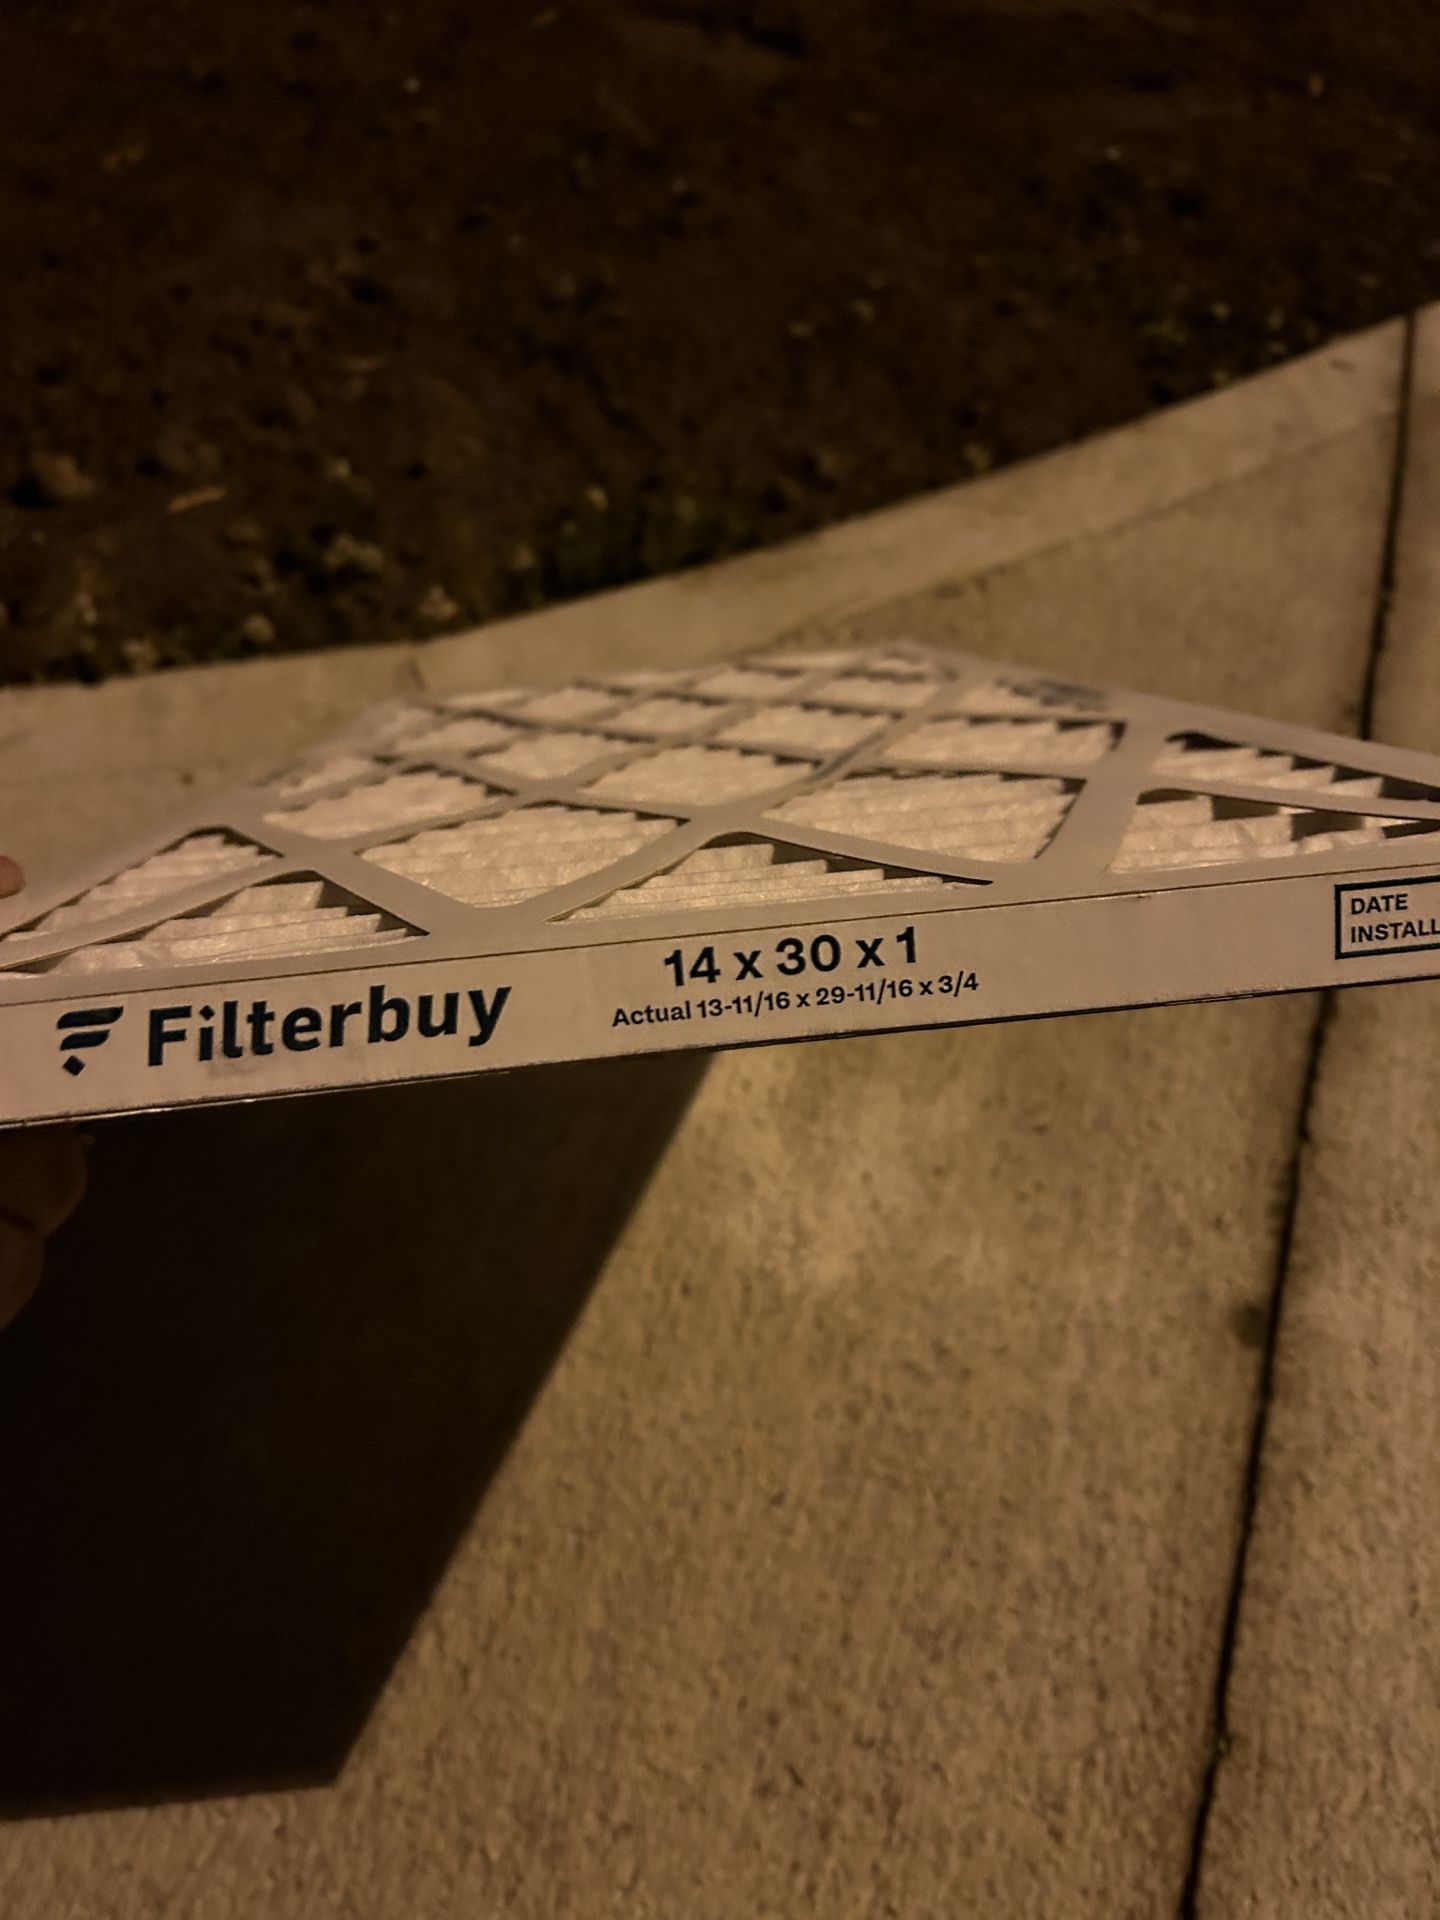 Filterbuy
14 x 30 x 1
Actual 13-11/16 x 29-11/16 x 3/4
DATE
INSTALL